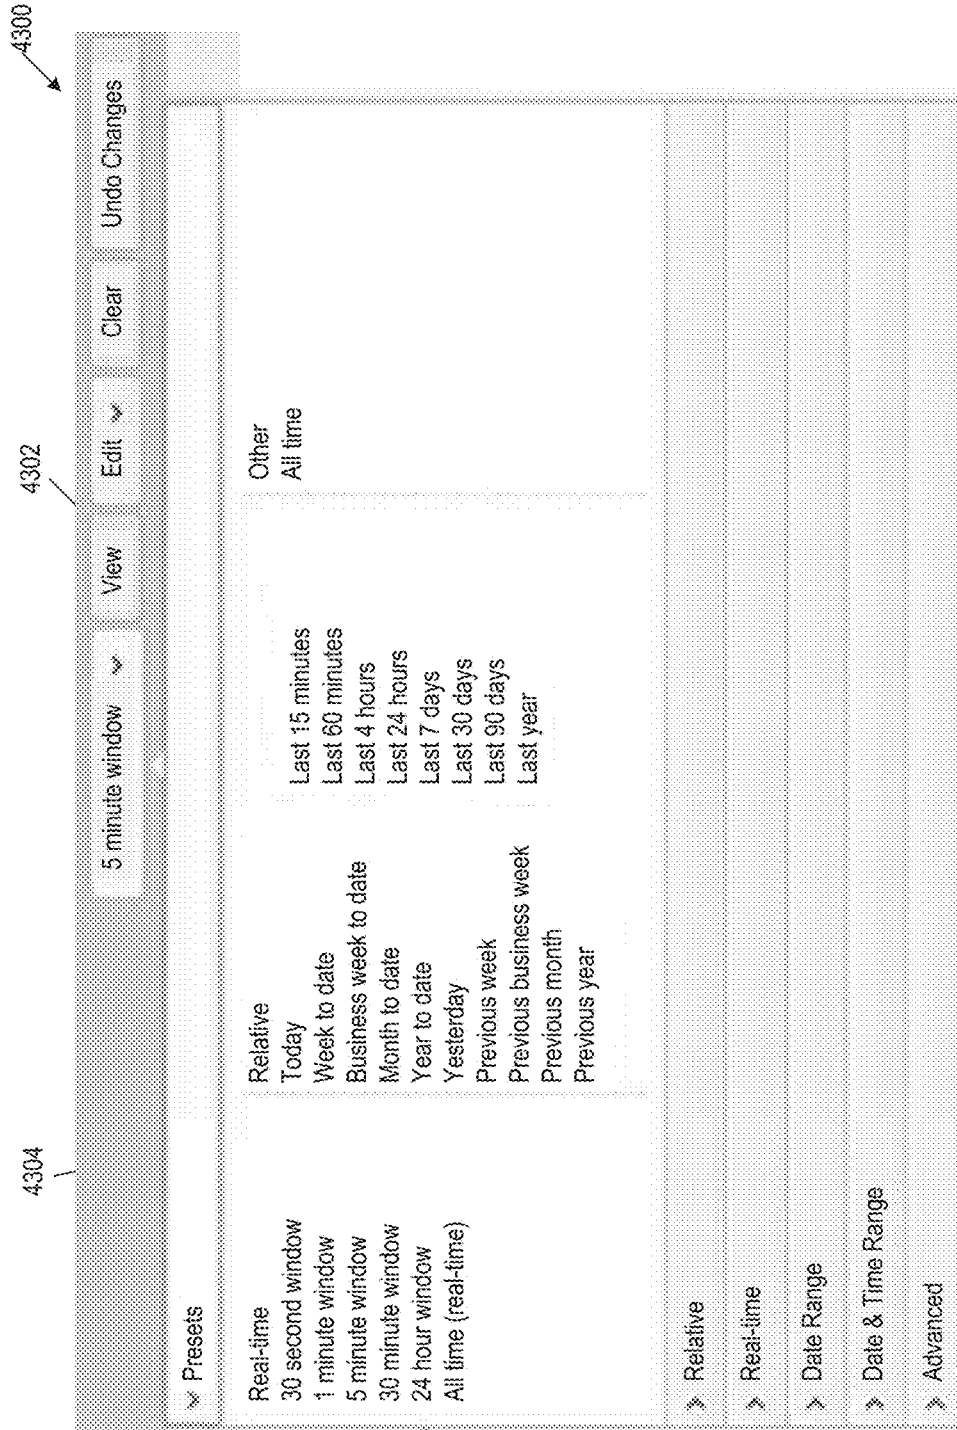 4300
4302
4304
5 minute window View Edit Clear Undo Changes
Presets
Real-time
30 second window
1 minute window
5 minute window
30 minute window
24 hour window
All time (real-time)
Relative
Today
Week to date
Business week to date
Month to date
Year to date
Yesterday
Previous week
Previous business week
Previous month
Previous year
Last 15 minutes
Last 60 minutes
Last 4 hours
Last 24 hours
Last 7 days
Last 30 days
Last 90 days
Last year
Other
All time
Relative
Real-time
Date Range
Date & Time Range
Advanced